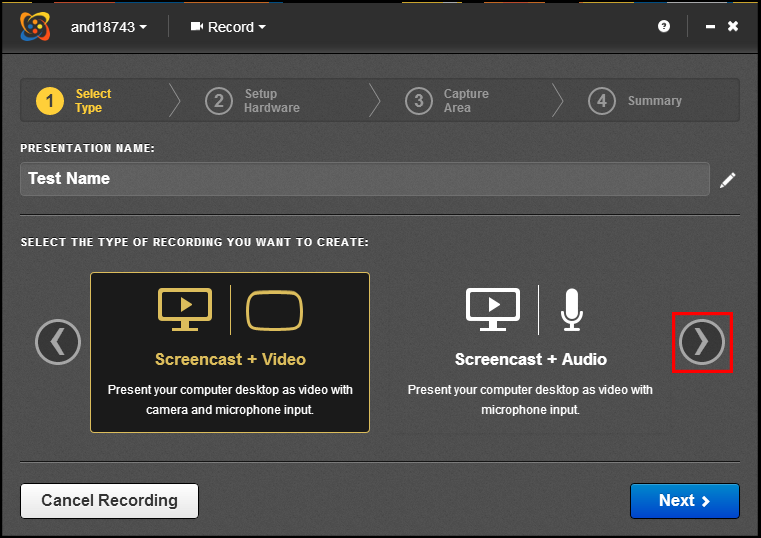 and18743
Record
1 Select
Type
2 Setup
Hardware
3 Capture
Area
4 Summary
PRESENTATION NAME:
Test Name
SELECT THE TYPE OF RECORDING YOU WANT TO CREATE:
Screencast + Video
Present your computer desktop as video with
camera and microphone input.
Screencast + Audio
Present your computer desktop as video with
microphone input.
Cancel Recording
Next